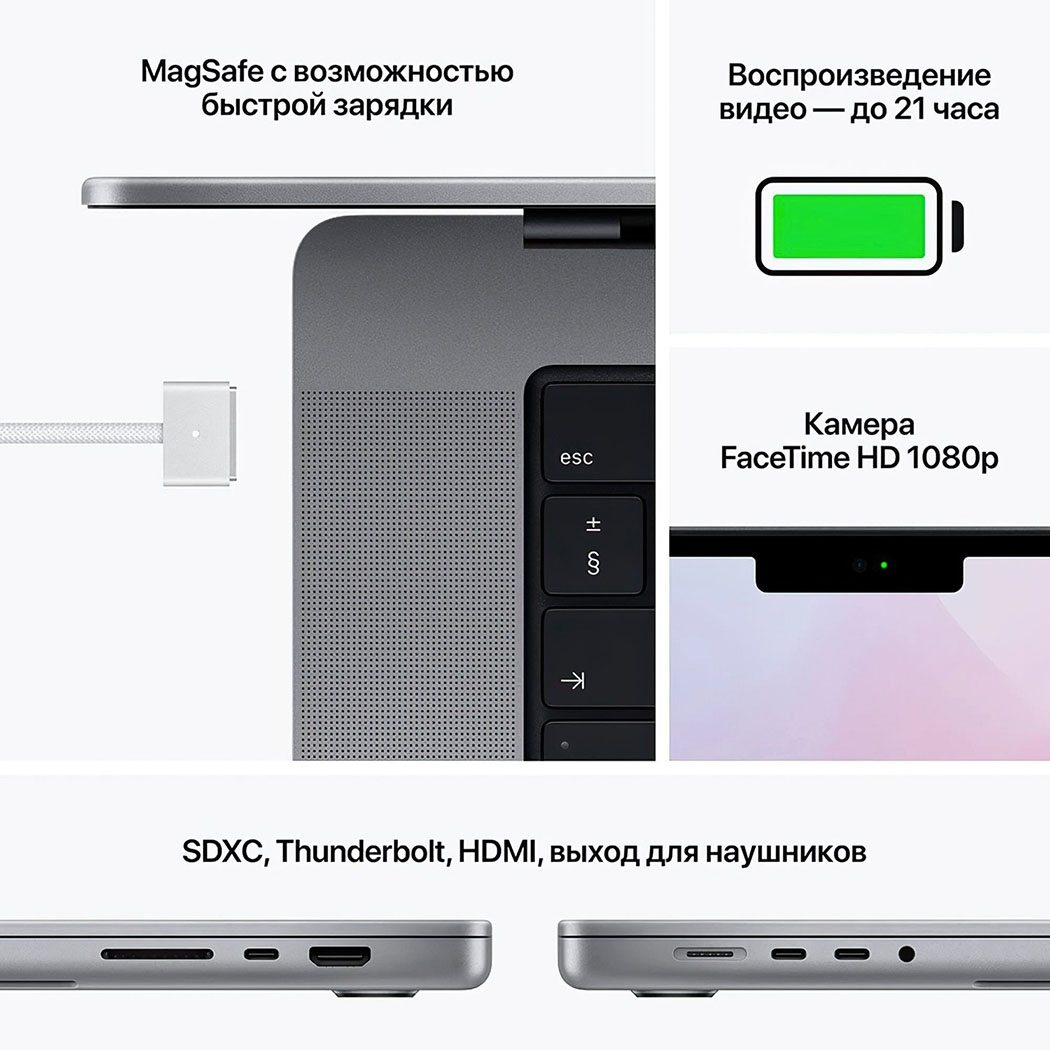 MagSafe с возможностью
быстрой зарядки
Воспроизведение
видео — до 21 часа
esc
±
§
Камера
FaceTime HD 1080p
SDXC, Thunderbolt, HDMI, выход для наушников